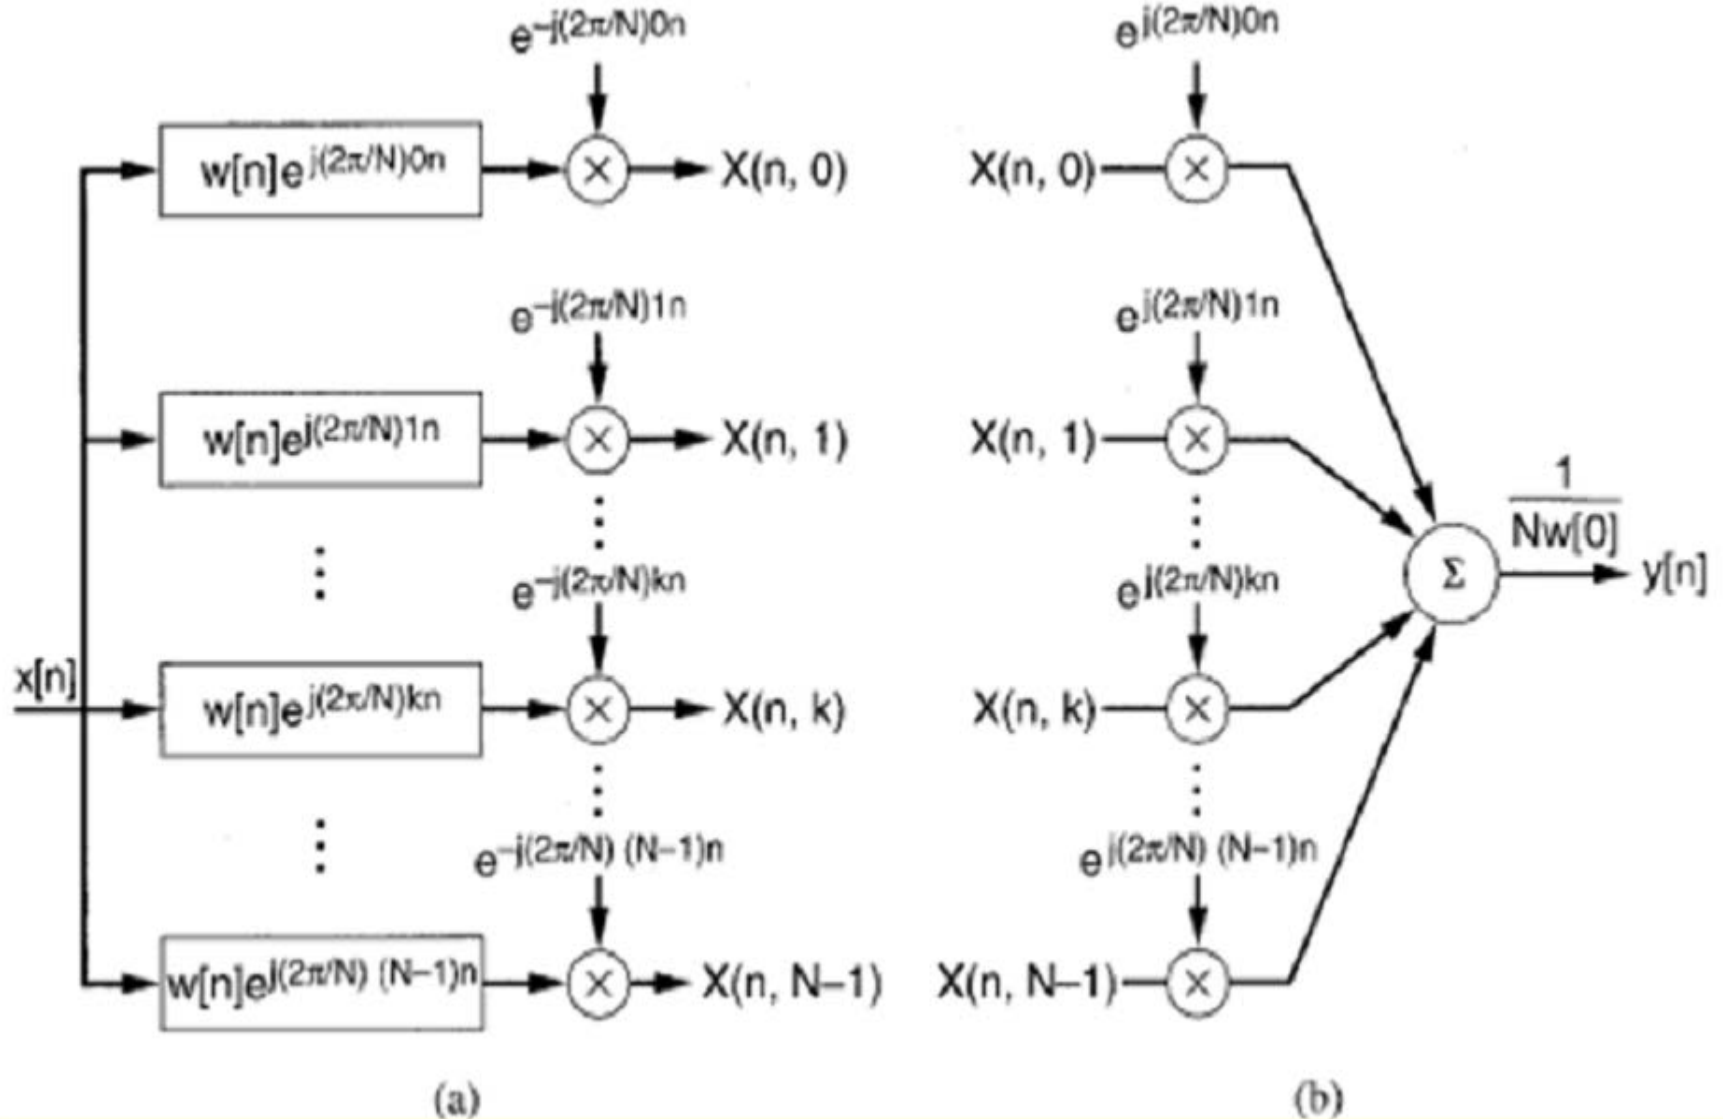 e^{-j(2π/N)0n}
w[n]e^{j(2π/N)0n}
×
X(n, 0)
e^{-j(2π/N)1n}
w[n]e^{j(2π/N)1n}
×
X(n, 1)
e^{-j(2π/N)kn}
x[n]
w[n]e^{j(2π/N)kn}
×
X(n, k)
e^{-j(2π/N) (N–1)n}
w[n]e^{j(2π/N) (N–1)n}
×
X(n, N–1)
(a)
e^{j(2π/N)0n}
X(n, 0)
×
e^{j(2π/N)1n}
X(n, 1)
×
e^{j(2π/N)kn}
X(n, k)
×
e^{j(2π/N) (N–1)n}
X(n, N–1)
×
Σ
1
Nw[0]
y[n]
(b)